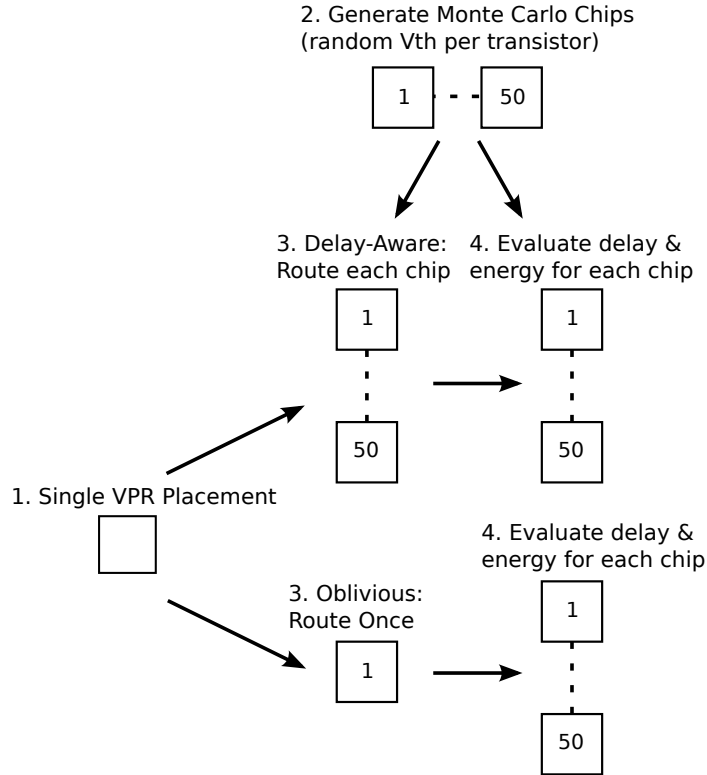 2. Generate Monte Carlo Chips
(random Vth per transistor)
1 50
3. Delay-Aware:
Route each chip
1
50
4. Evaluate delay &
energy for each chip
1
50
1. Single VPR Placement
3. Oblivious:
Route Once
1
4. Evaluate delay &
energy for each chip
1
50